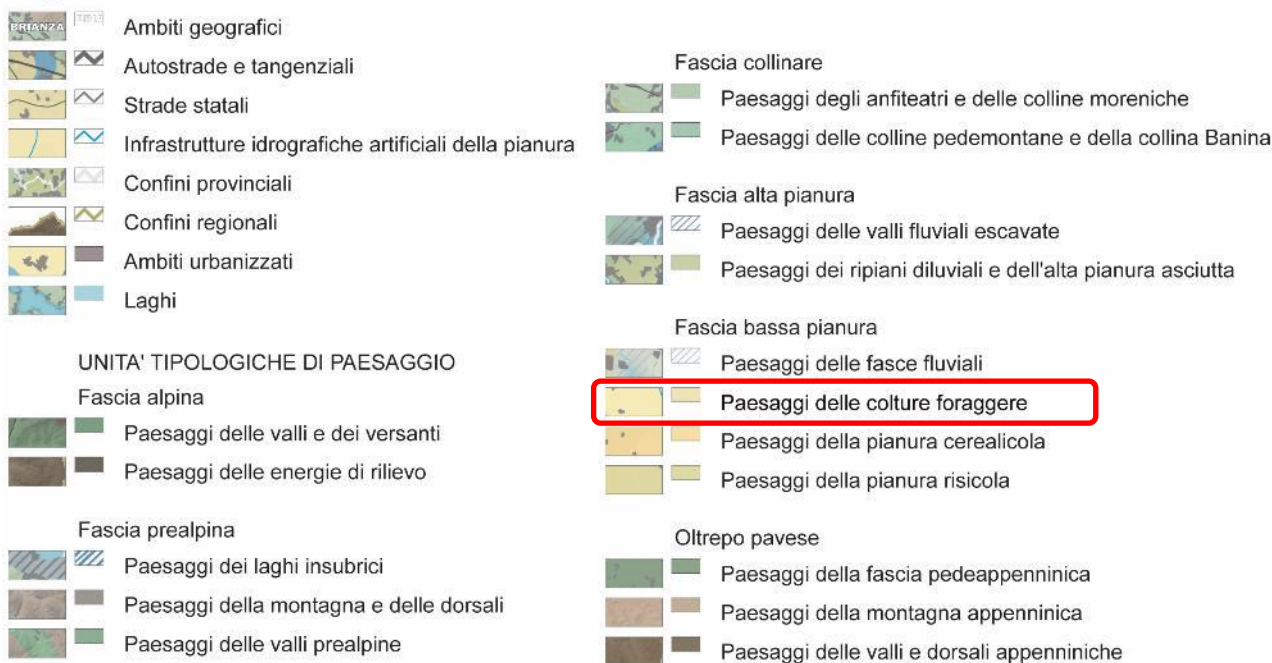 BRIANZA
Ambiti geografici
Autostrade e tangenziali
Strade statali
Infrastrutture idrografiche artificiali della pianura
Confini provinciali
Confini regionali
Ambiti urbanizzati
Laghi
UNITA' TIPOLOGICHE DI PAESAGGIO
Fascia alpina
Paesaggi delle valli e dei versanti
Paesaggi delle energie di rilievo
Fascia prealpina
Paesaggi dei laghi insubrici
Paesaggi della montagna e delle dorsali
Paesaggi delle valli prealpine
Fascia collinare
Paesaggi degli anfiteatri e delle colline moreniche
Paesaggi delle colline pedemontane e della collina Banina
Fascia alta pianura
Paesaggi delle valli fluviali escavate
Paesaggi dei ripiani diluviali e dell'alta pianura asciutta
Fascia bassa pianura
Paesaggi delle fasce fluviali
Paesaggi delle colture foraggere
Paesaggi della pianura cerealicola
Paesaggi della pianura risicola
Oltrepo pavese
Paesaggi della fascia pedeappenninica
Paesaggi della montagna appenninica
Paesaggi delle valli e dorsali appenniniche